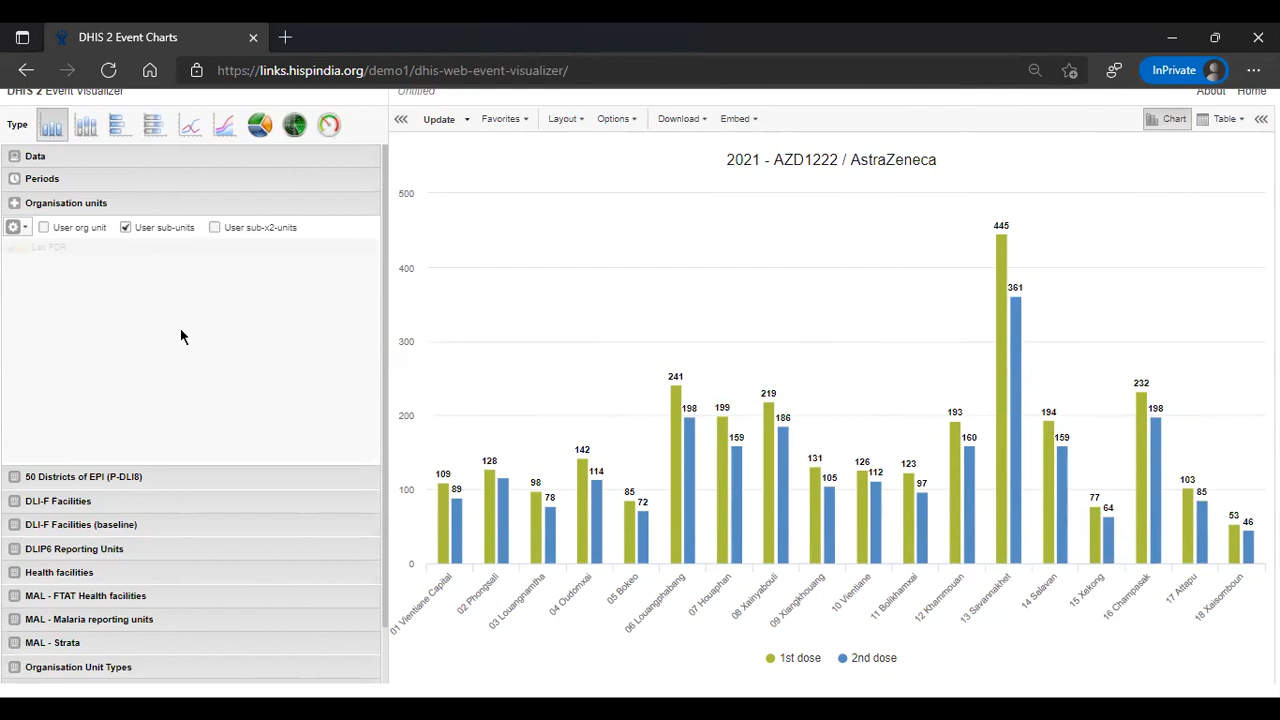 DHIS 2 Event Charts
https://links.hispindia.org/demo1/dhis-web-event-visualizer/
InPrivate
DHIS 2 Event Visualizer
Untitled
About Home
Type
Update Favorites Layout Options Download Embed Chart Table
Data
Periods
Organisation units
User org unit User sub-units User sub-x2-units
Lao PDR
50 Districts of EPI (P-DLI8)
DLI-F Facilities
DLI-F Facilities (baseline)
DLIP6 Reporting Units
Health facilities
MAL - FTAT Health facilities
MAL - Malaria reporting units
MAL - Strata
Organisation Unit Types
2021 - AZD1222 / AstraZeneca
500
400
300
200
100
0
109 89
128
98 78
142 114
85 72
241 198
199 159
219 186
131 105
126 112
123 97
193 160
445 361
194 159
77 64
232 198
103 85
53 46
01 Vientiane Capital
02 Phongsali
03 Louangnamtha
04 Oudomxai
05 Bokeo
06 Louangphabang
07 Houaphan
08 Xainyabouli
09 Xiangkhouang
10 Vientiane
11 Bolikhamxai
12 Khammouan
13 Savannakhet
14 Salavan
15 Xekong
16 Champasak
17 Attapu
18 Xaisomboun
1st dose 2nd dose